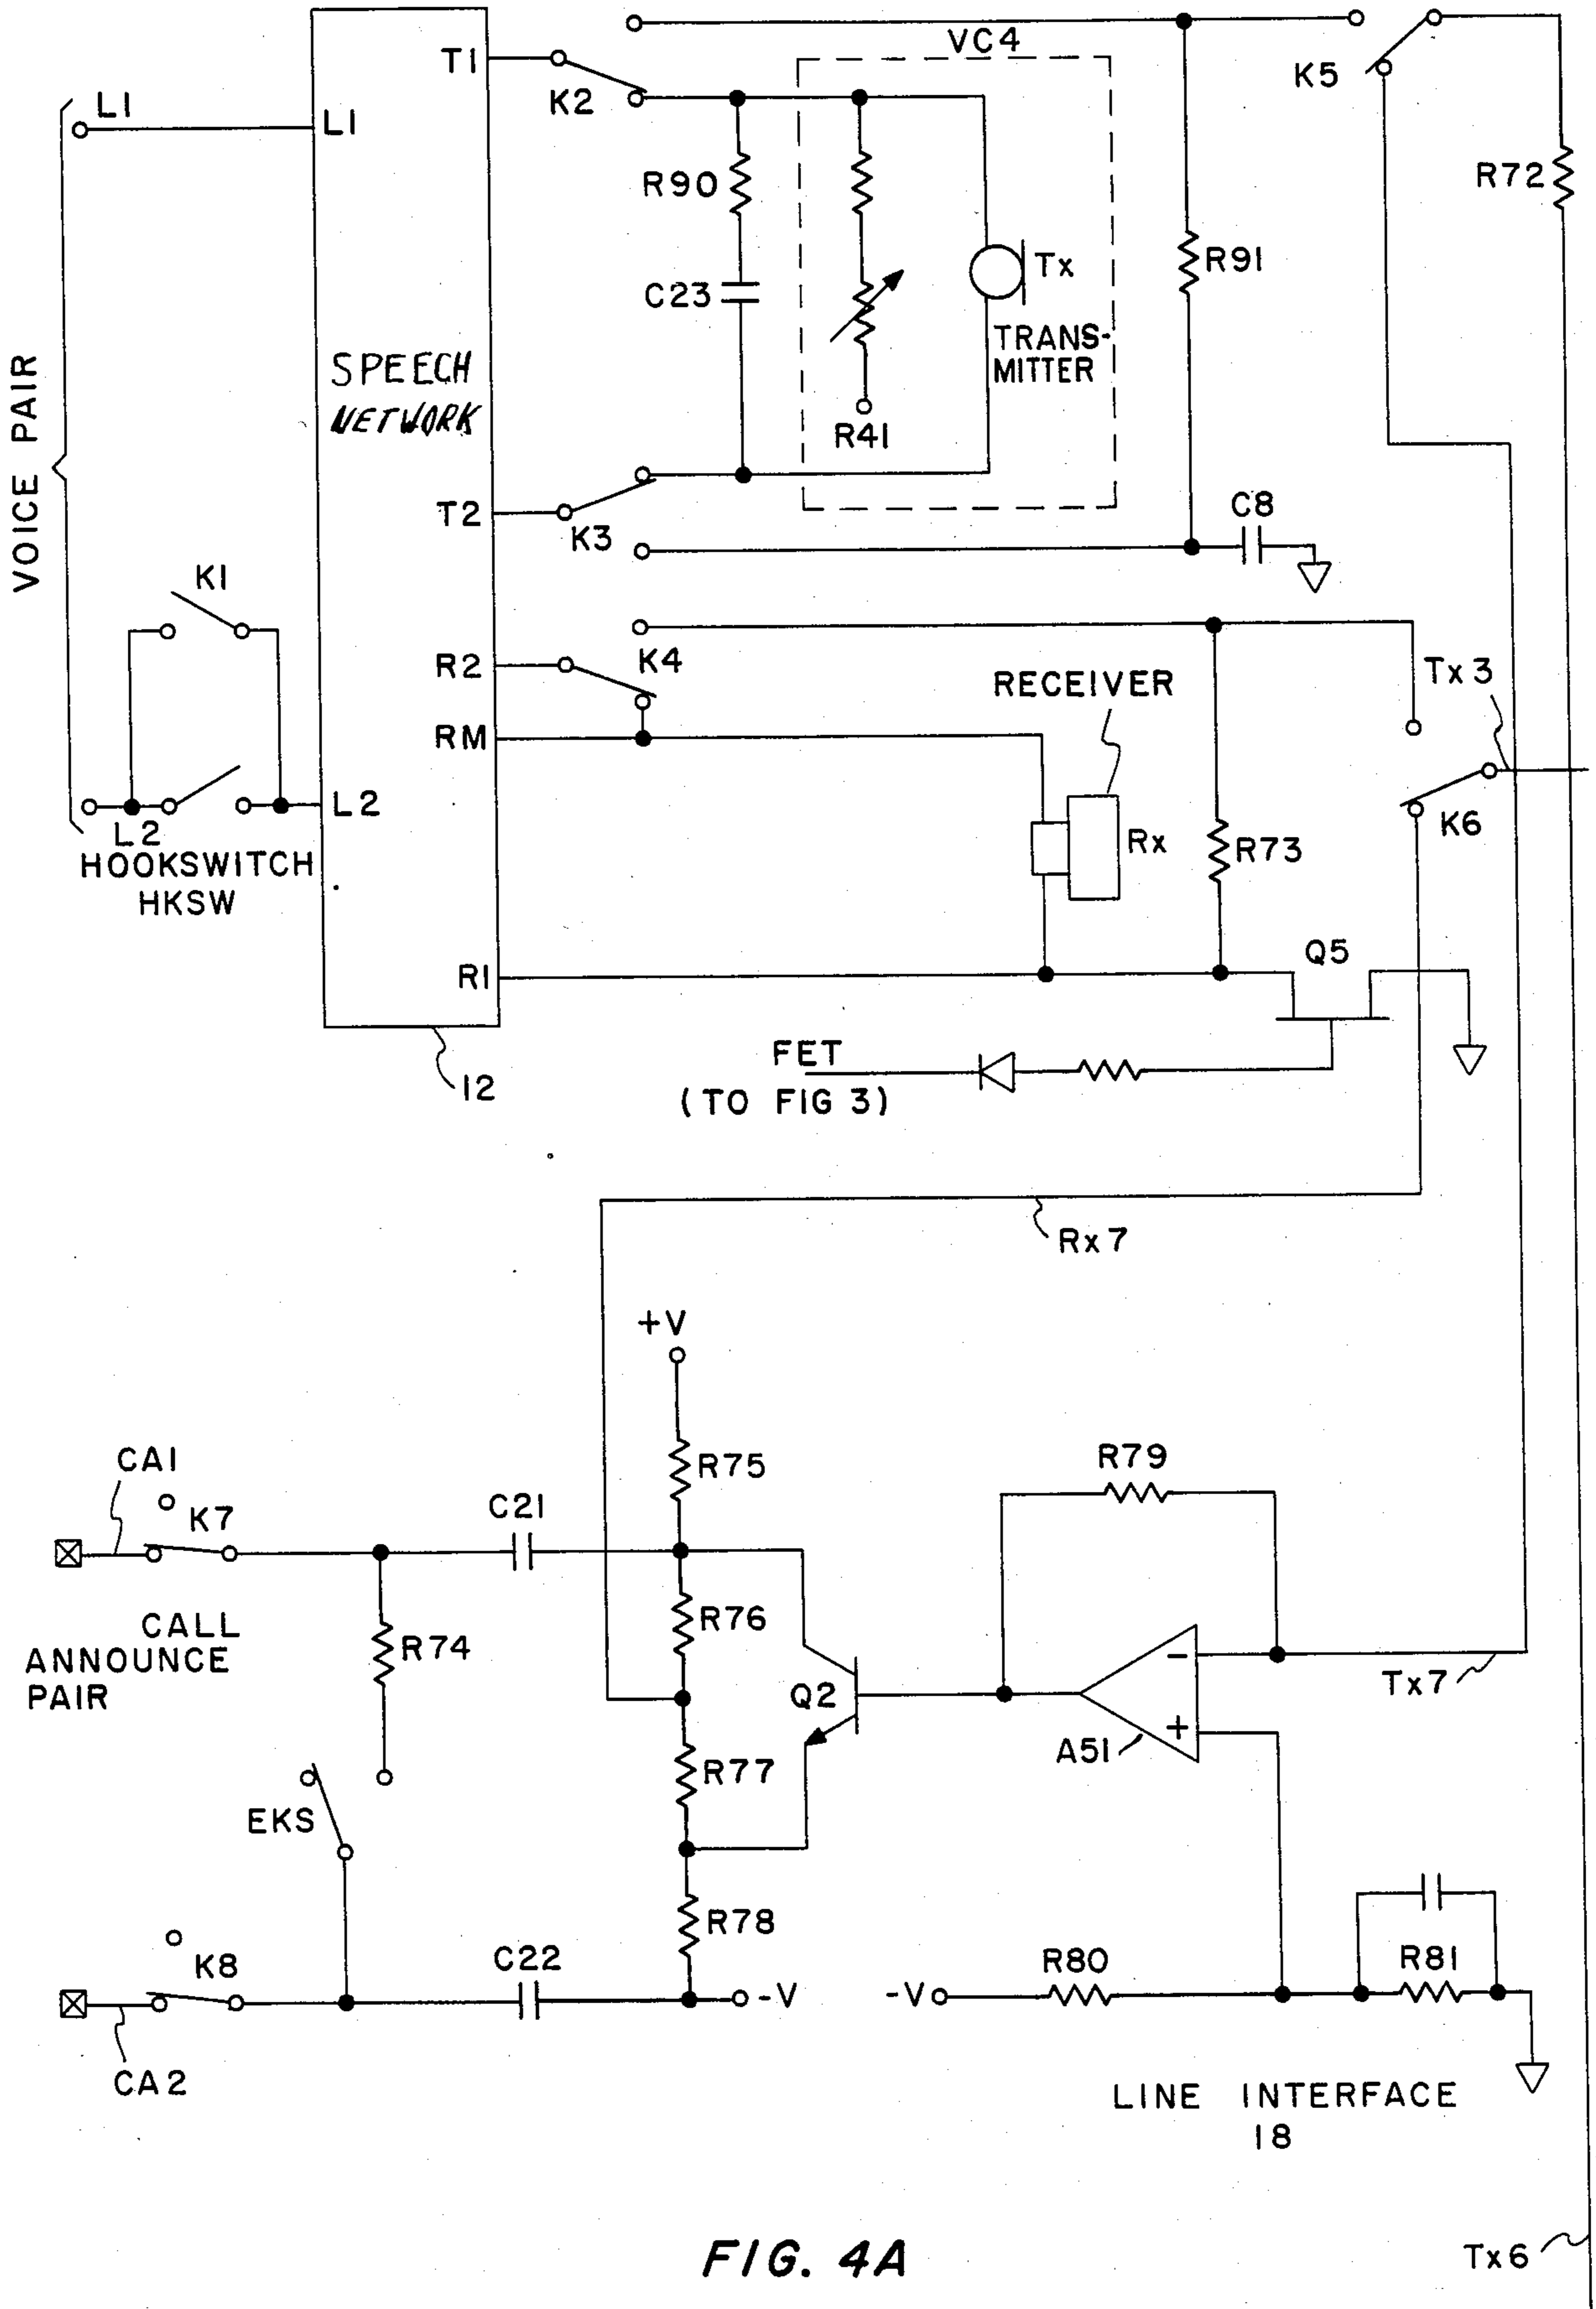 VC4
T1
K2
K5
L1
L1
R90
R72
C23
Tx
R91
TRANS-
MITTER
SPEECH
NETWORK
R41
VOICE PAIR
T2
K3
C8
K1
R2
K4
RECEIVER
Tx3
RM
L2
L2
HOOKSWITCH
HKSW
Rx
R73
K6
R1
Q5
FET
(TO FIG 3)
12
Rx7
+V
CA1
K7
C21
R75
R79
CALL
ANNOUNCE
PAIR
R74
R76
Q2
-
+
A51
Tx7
EKS
R77
R78
K8
C22
-V
-V
R80
R81
CA2
LINE INTERFACE
18
FIG. 4A
Tx6